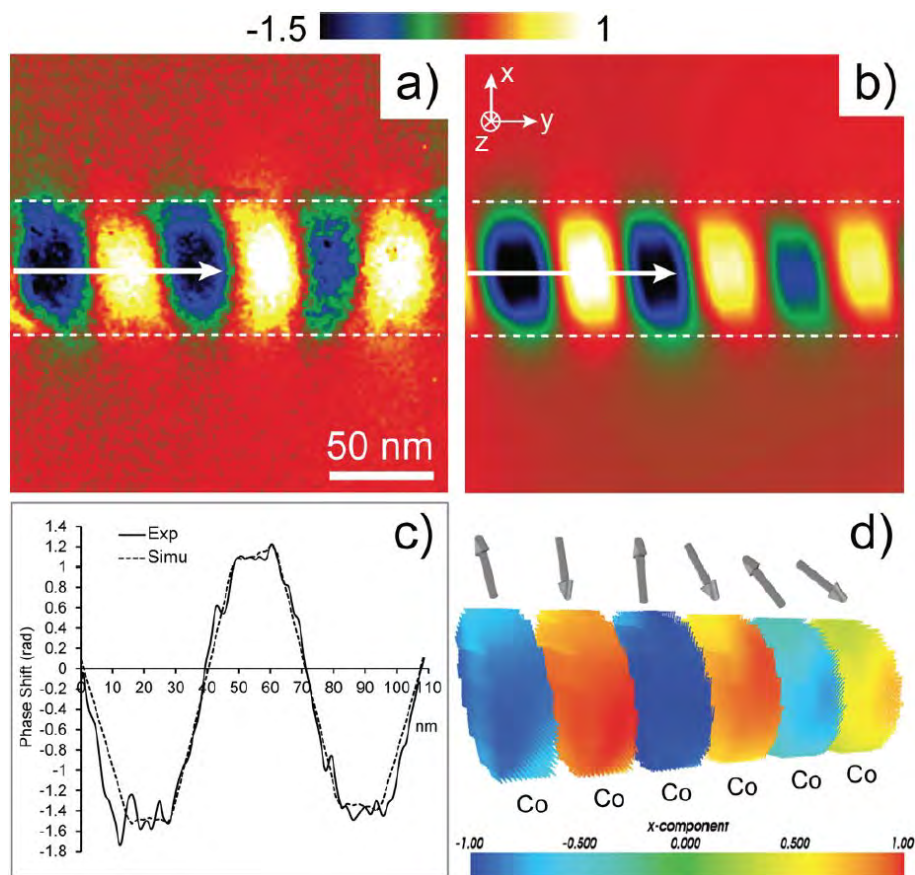 -1.5 1
a)
b)
x
y
z
50 nm
c)
Exp
Simu
Phase Shift (rad)
1.4
1.2
1
0.8
0.6
0.4
0.2
0
-0.2
-0.4
-0.6
-0.8
-1
-1.2
-1.4
-1.6
-1.8
0 10 20 30 40 50 60 70 80 90 100 110
nm
d)
Co Co Co Co Co Co
x-component
-1.00 -0.500 0.000 0.500 1.00